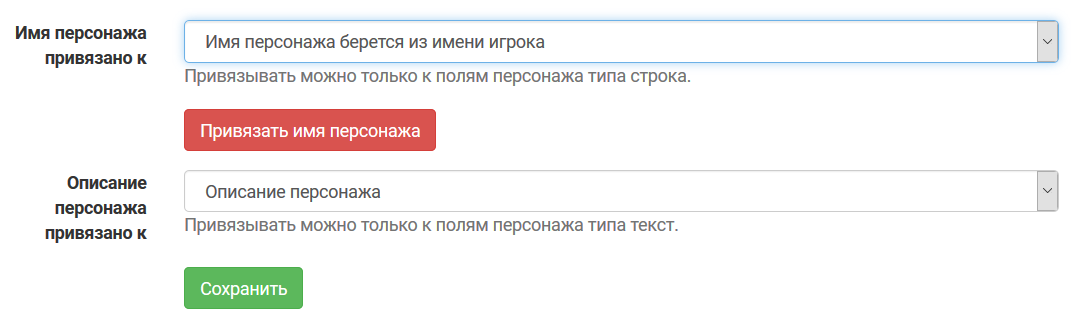 Имя персонажа
привязано к
Имя персонажа берется из имени игрока
Привязывать можно только к полям персонажа типа строка.
Привязать имя персонажа
Описание
персонажа
привязано к
Описание персонажа
Привязывать можно только к полям персонажа типа текст.
Сохранить